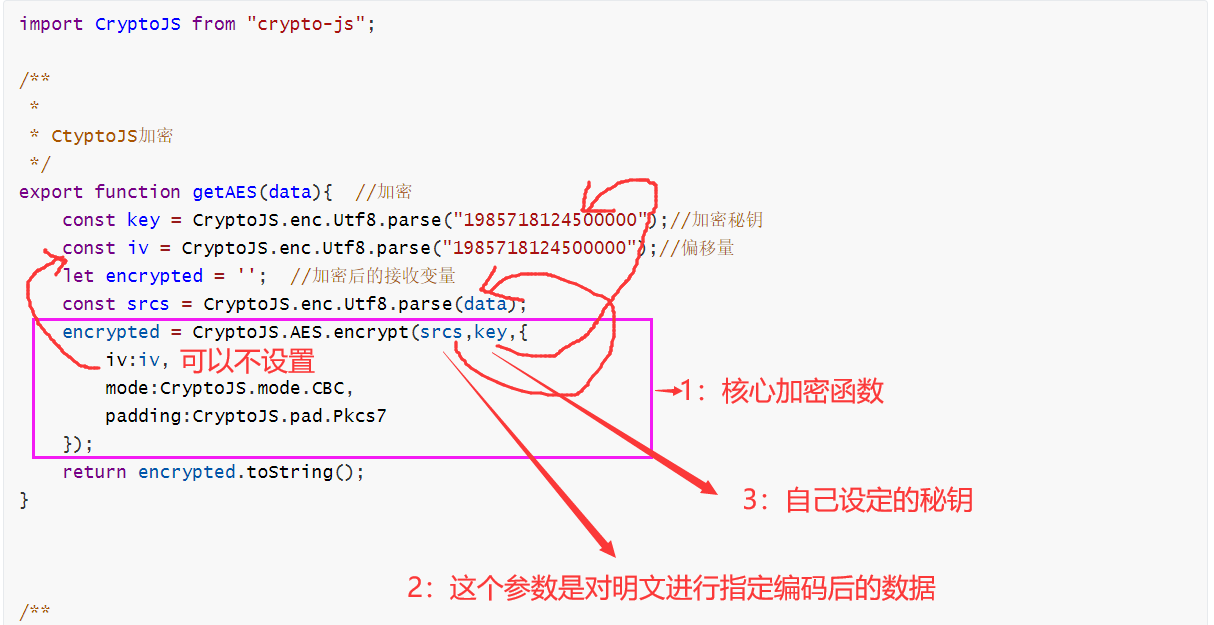 import CryptoJS from "crypto-js";
/**
 *
 * CtyptoJS加密
 */
export function getAES(data){  //加密
    const key = CryptoJS.enc.Utf8.parse("1985718124500000");//加密秘钥
    const iv = CryptoJS.enc.Utf8.parse("1985718124500000");//偏移量
    let encrypted = '';  //加密后的接收变量
    const srcs = CryptoJS.enc.Utf8.parse(data);
    encrypted = CryptoJS.AES.encrypt(srcs,key,{
        iv:iv, 可以不设置
        mode:CryptoJS.mode.CBC,
1：核心加密函数
        padding:CryptoJS.pad.Pkcs7
    });
    return encrypted.toString();
}
3：自己设定的秘钥
2：这个参数是对明文进行指定编码后的数据
/**